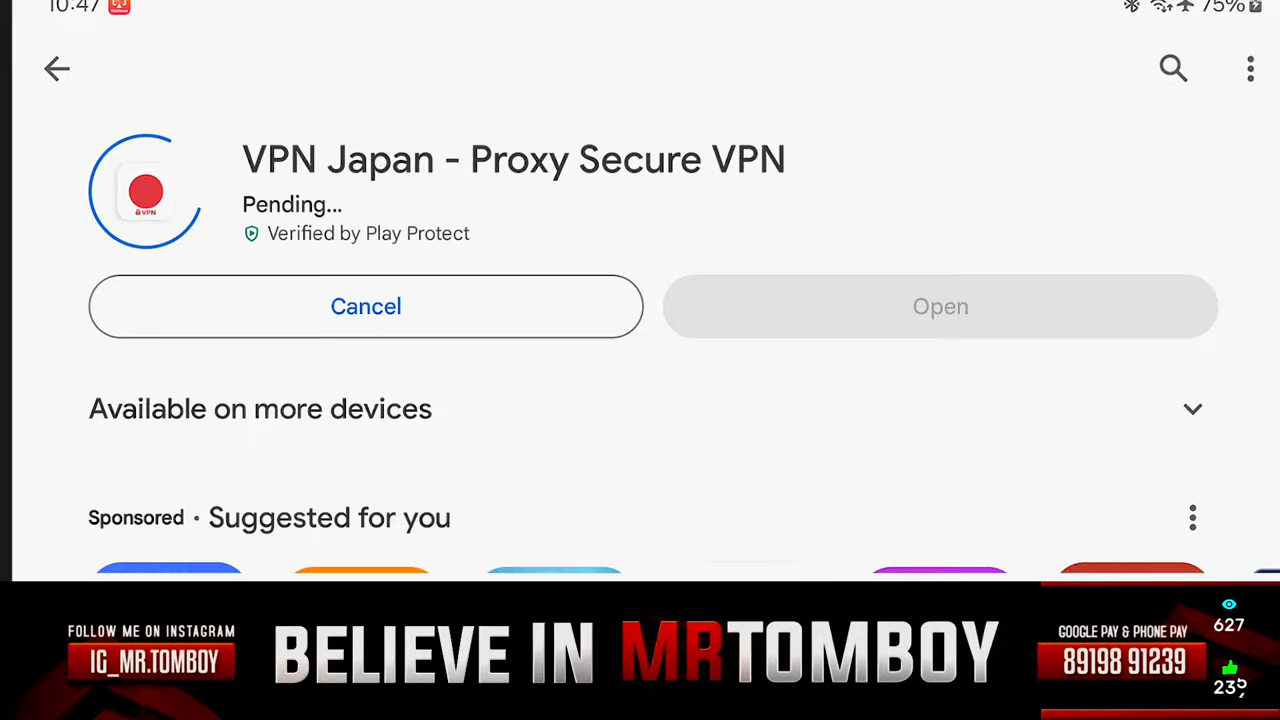 10:47
75%
VPN Japan - Proxy Secure VPN
VPN
Pending...
Verified by Play Protect
Cancel
Open
Available on more devices
Sponsored • Suggested for you
FOLLOW ME ON INSTAGRAM
IG_MR.TOMBOY
BELIEVE IN MRTOMBOY
GOOGLE PAY & PHONE PAY
89198 91239
627